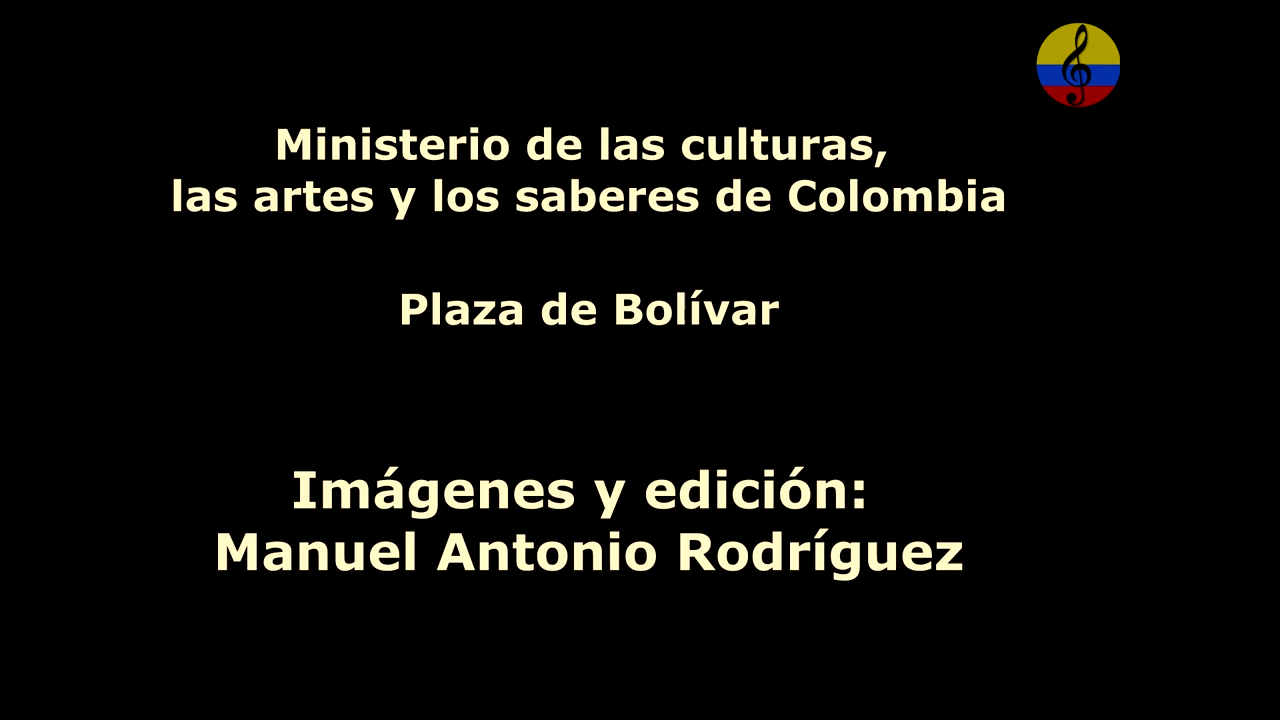 Ministerio de las culturas,
las artes y los saberes de Colombia
Plaza de Bolívar
Imágenes y edición:
Manuel Antonio Rodríguez